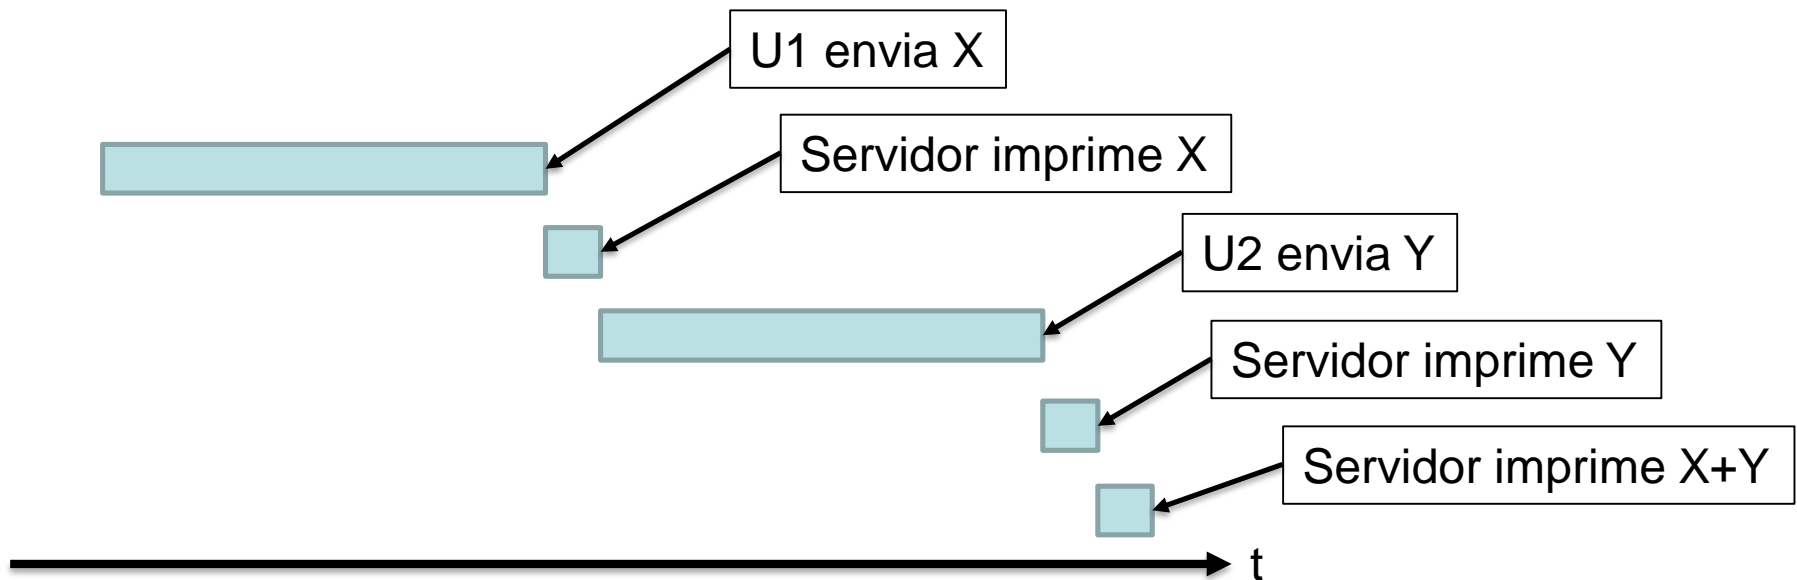 U1 envia X
Servidor imprime X
U2 envia Y
Servidor imprime Y
Servidor imprime X+Y
t